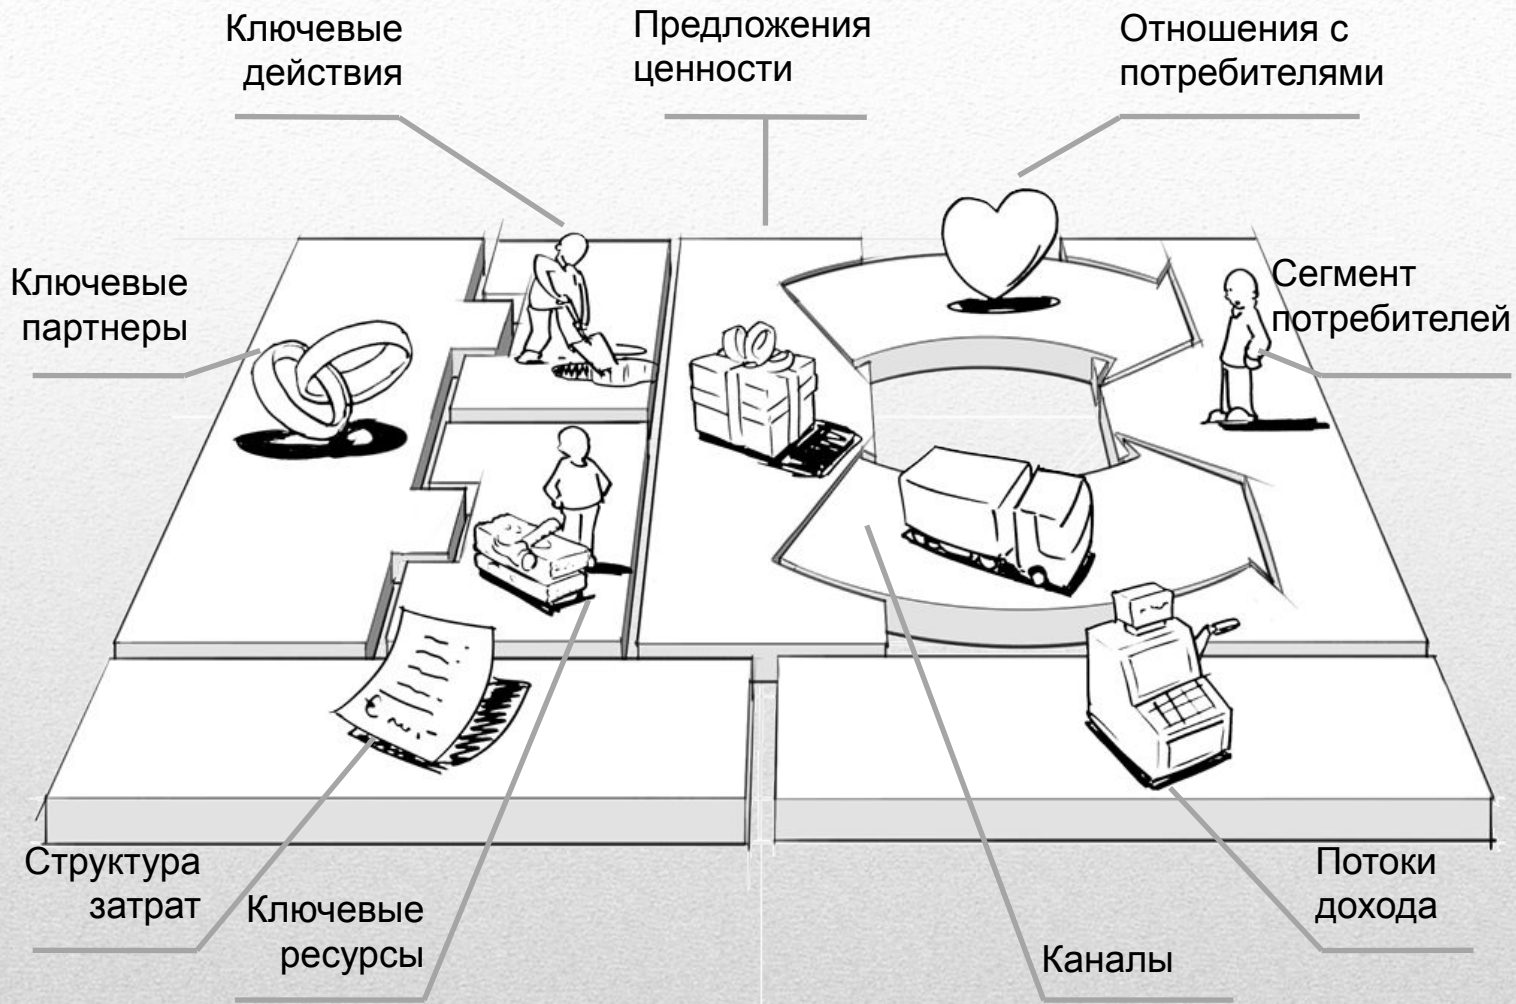 Ключевые
действия
Предложения
ценности
Отношения с
потребителями
Ключевые
партнеры
Сегмент
потребителей
Структура
затрат
Ключевые
ресурсы
Каналы
Потоки
дохода